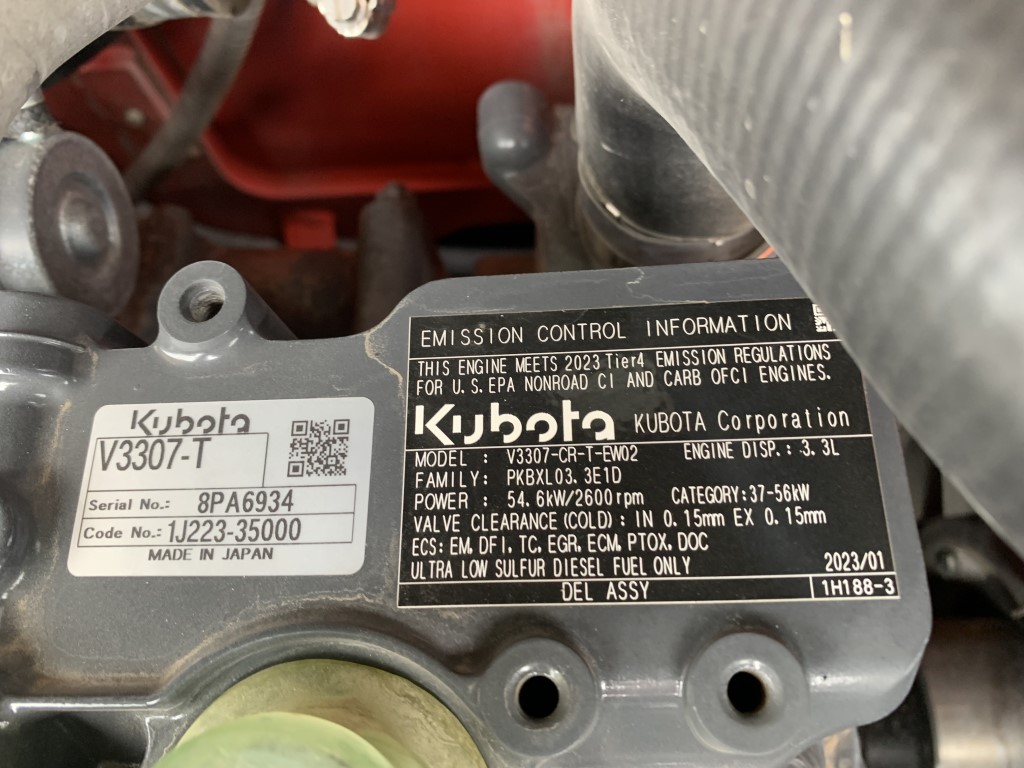 Kubota
V3307-T
Serial No.: 8PA6934
Code No.: 1J223-35000
MADE IN JAPAN
EMISSION CONTROL INFORMATION
THIS ENGINE MEETS 2023 Tier4 EMISSION REGULATIONS
FOR U.S.EPA NONROAD CI AND CARB OFCI ENGINES.
Kubota KUBOTA Corporation
MODEL : V3307-CR-T-EW02 ENGINE DISP.: 3.3L
FAMILY: PKBXL03.3E1D
POWER : 54.6kW/2600rpm CATEGORY:37-56kW
VALVE CLEARANCE(COLD): IN 0.15mm EX 0.15mm
ECS: EM, DFI, TC, EGR, ECM, PTOX, DOC
ULTRA LOW SULFUR DIESEL FUEL ONLY 2023/01
DEL ASSY 1H188-3